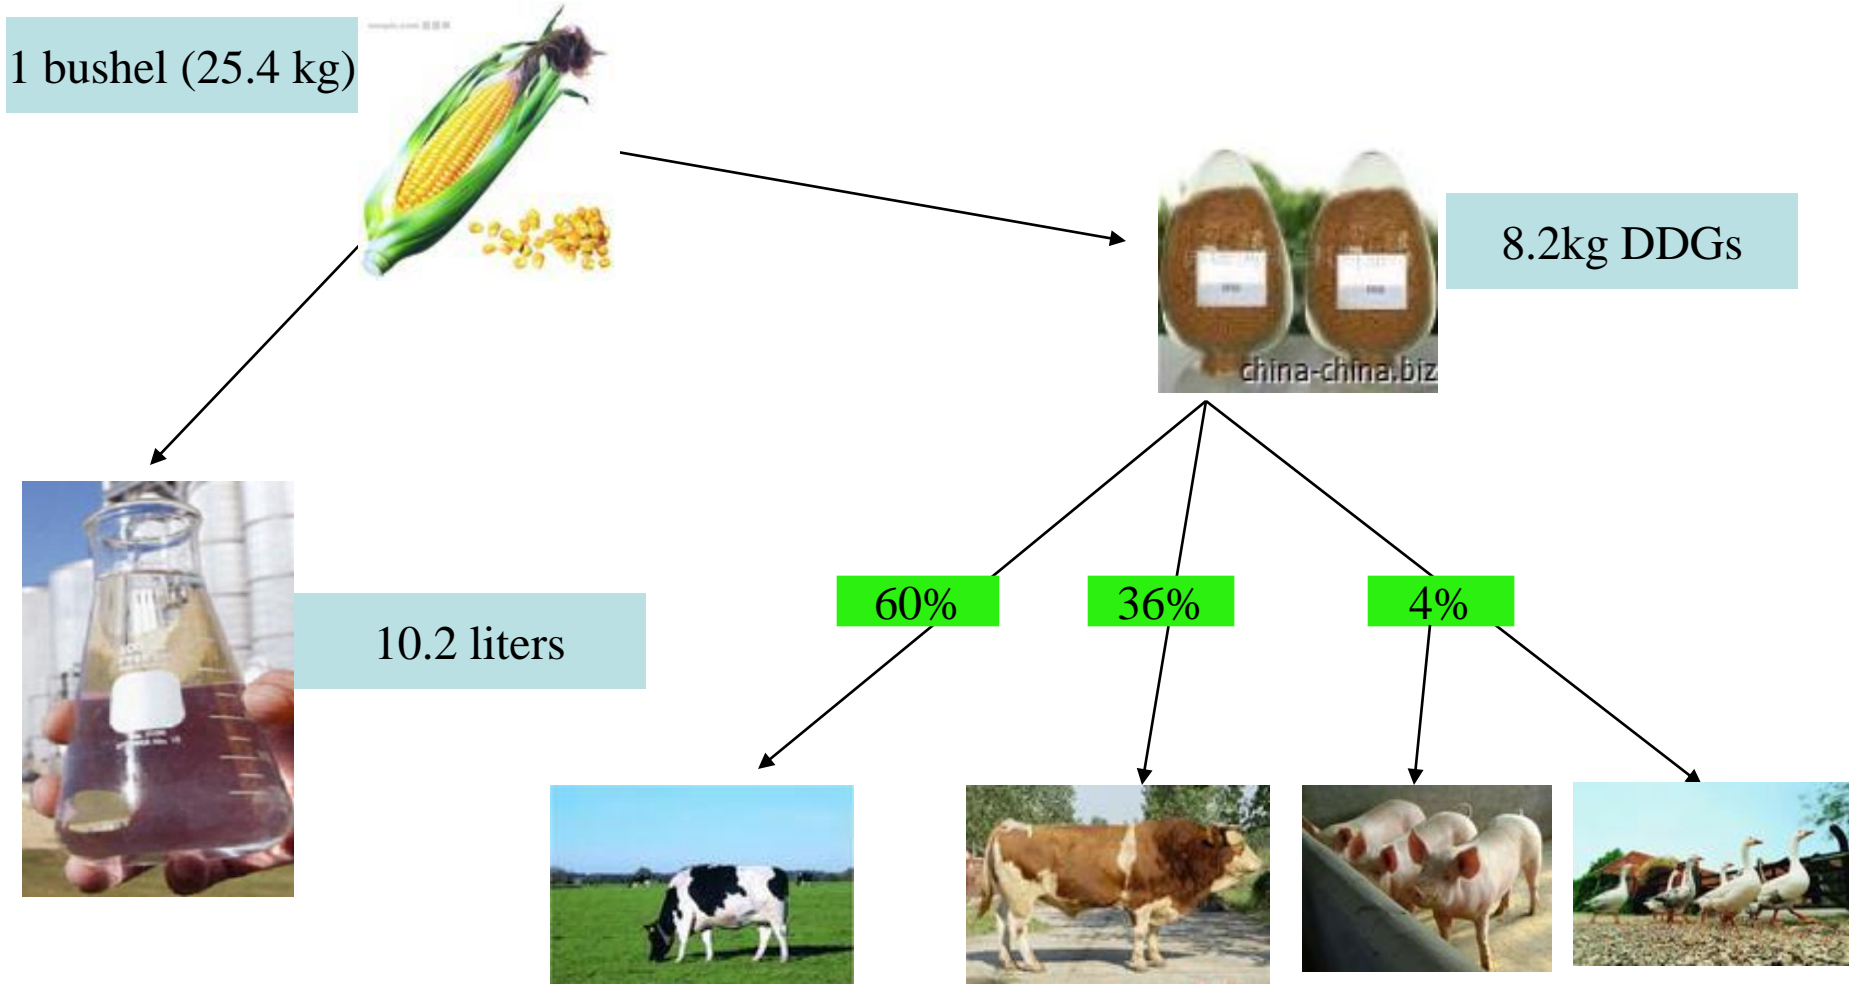 1 bushel (25.4 kg)
8.2kg DDGs
china-china.biz
60%
36%
4%
10.2 liters